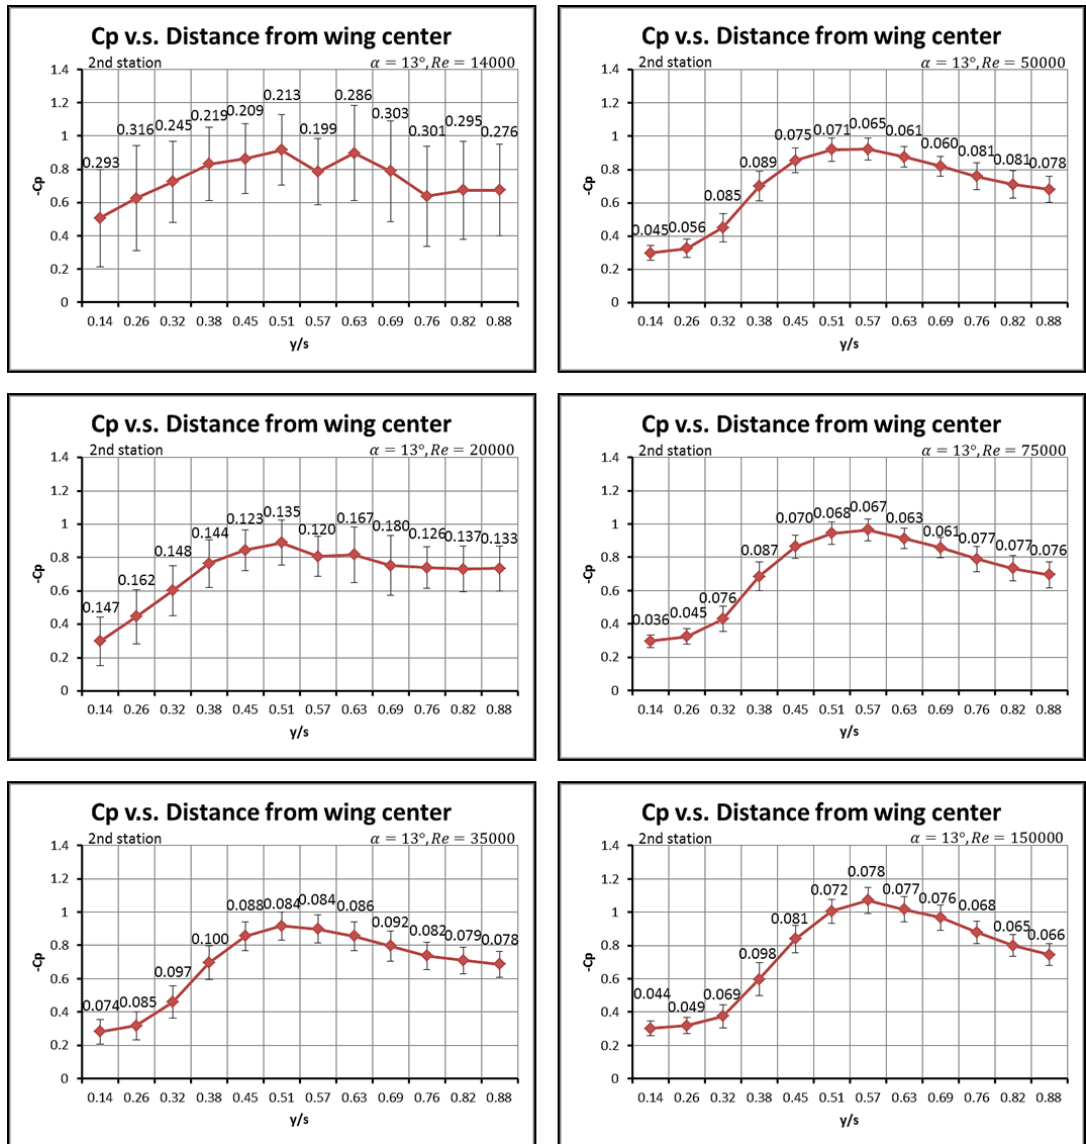 Cp v.s. Distance from wing center
2nd station α = 13°, Re = 14000
1.4
1.2
1
0.8
0.6
0.4
0.2
0
-Cp
0.293 0.316 0.245 0.219 0.209 0.213 0.199 0.286 0.303 0.301 0.295 0.276
0.14 0.26 0.32 0.38 0.45 0.51 0.57 0.63 0.69 0.76 0.82 0.88
y/s
Cp v.s. Distance from wing center
2nd station α = 13°, Re = 50000
1.4
1.2
1
0.8
0.6
0.4
0.2
0
-Cp
0.045 0.056 0.085 0.089 0.075 0.071 0.065 0.061 0.060 0.081 0.081 0.078
0.14 0.26 0.32 0.38 0.45 0.51 0.57 0.63 0.69 0.76 0.82 0.88
y/s
Cp v.s. Distance from wing center
2nd station α = 13°, Re = 20000
1.4
1.2
1
0.8
0.6
0.4
0.2
0
-Cp
0.147 0.162 0.148 0.144 0.123 0.135 0.120 0.167 0.180 0.126 0.137 0.133
0.14 0.26 0.32 0.38 0.45 0.51 0.57 0.63 0.69 0.76 0.82 0.88
y/s
Cp v.s. Distance from wing center
2nd station α = 13°, Re = 75000
1.4
1.2
1
0.8
0.6
0.4
0.2
0
-Cp
0.036 0.045 0.076 0.087 0.070 0.068 0.067 0.063 0.061 0.077 0.077 0.076
0.14 0.26 0.32 0.38 0.45 0.51 0.57 0.63 0.69 0.76 0.82 0.88
y/s
Cp v.s. Distance from wing center
2nd station α = 13°, Re = 35000
1.4
1.2
1
0.8
0.6
0.4
0.2
0
-Cp
0.074 0.085 0.097 0.100 0.088 0.084 0.084 0.086 0.092 0.082 0.079 0.078
0.14 0.26 0.32 0.38 0.45 0.51 0.57 0.63 0.69 0.76 0.82 0.88
y/s
Cp v.s. Distance from wing center
2nd station α = 13°, Re = 150000
1.4
1.2
1
0.8
0.6
0.4
0.2
0
-Cp
0.044 0.049 0.069 0.098 0.081 0.072 0.078 0.077 0.076 0.068 0.065 0.066
0.14 0.26 0.32 0.38 0.45 0.51 0.57 0.63 0.69 0.76 0.82 0.88
y/s